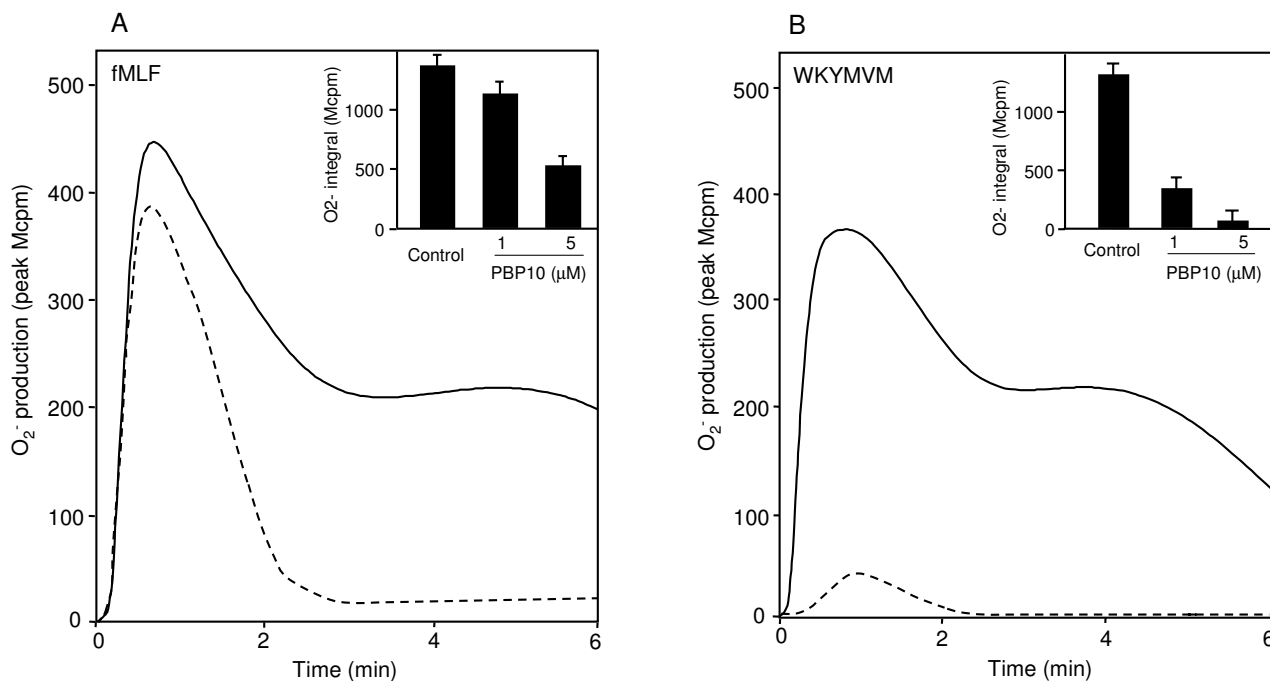 A
fMLF
O₂⁻ production (peak Mcpm)
500
400
300
200
100
0
0
2
4
6
Time (min)
O2- integral (Mcpm)
1000
500
0
Control
1
5
PBP10 (μM)
B
WKYMVM
O₂⁻ production (peak Mcpm)
500
400
300
200
100
0
0
2
4
6
Time (min)
O2- integral (Mcpm)
1000
500
0
Control
1
5
PBP10 (μM)